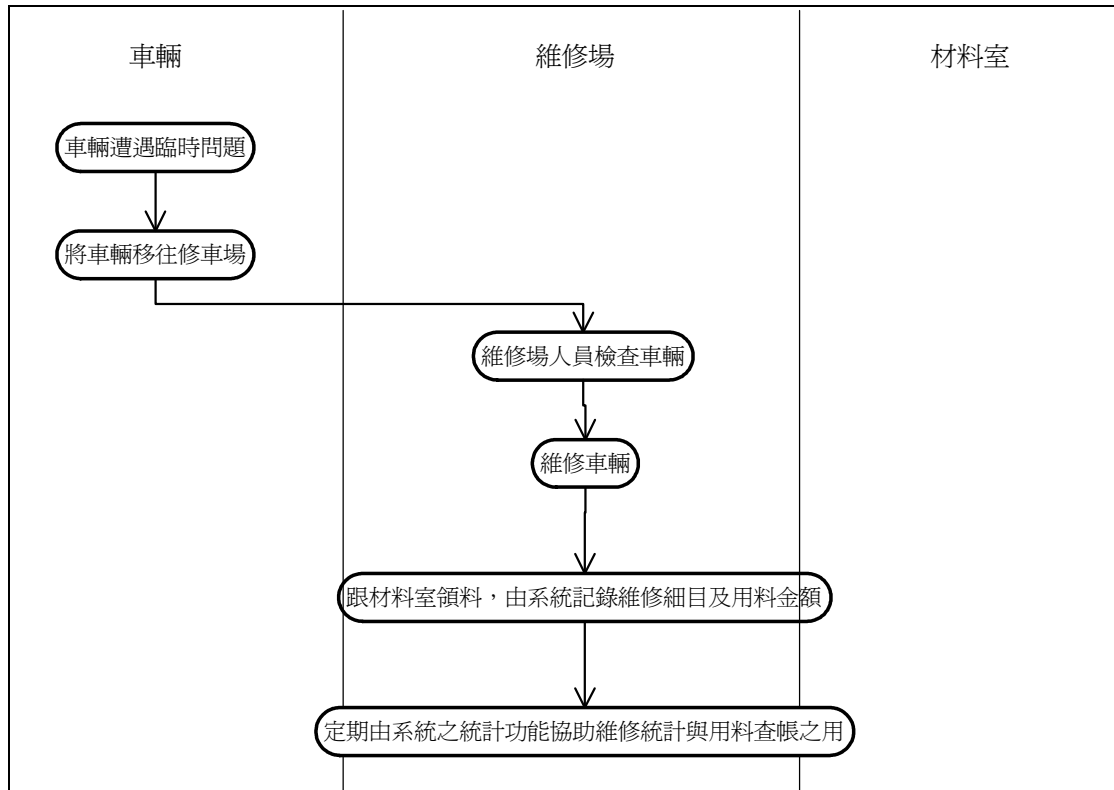 車輛
維修場
材料室
車輛遭遇臨時問題
將車輛移往修車場
維修場人員檢查車輛
維修車輛
跟材料室領料，由系統記錄維修細目及用料金額
定期由系統之統計功能協助維修統計與用料查帳之用